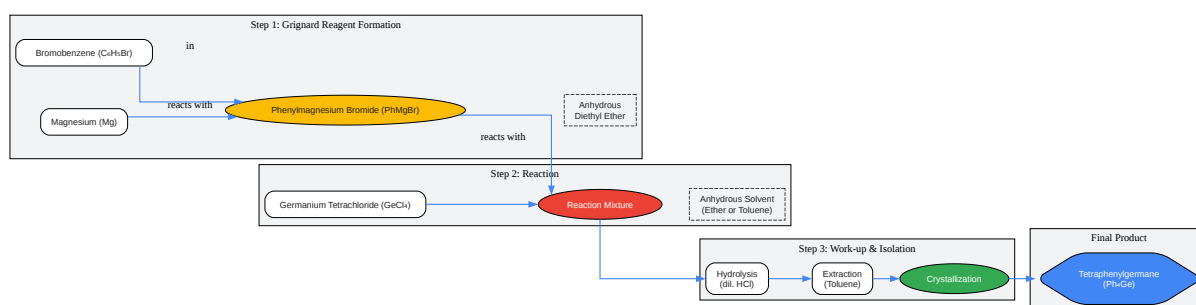 Step 1: Grignard Reagent Formation
Bromobenzene (C₆H₅Br)
in
reacts with
Magnesium (Mg)
Phenylmagnesium Bromide (PhMgBr)
Anhydrous
Diethyl Ether
reacts with
Step 2: Reaction
Germanium Tetrachloride (GeCl₄)
Reaction Mixture
Anhydrous Solvent
(Ether or Toluene)
Step 3: Work-up & Isolation
Hydrolysis
(dil. HCl)
Extraction
(Toluene)
Crystallization
Final Product
Tetraphenylgermane
(Ph₄Ge)